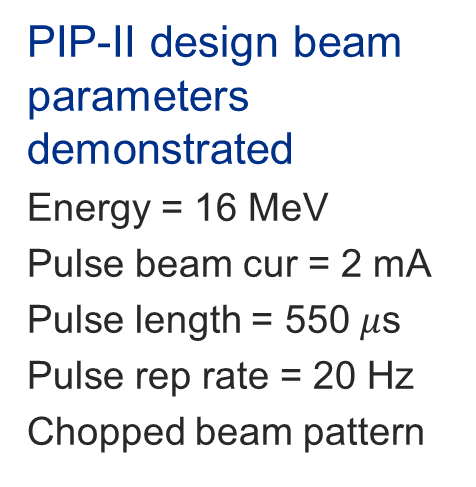 PIP-II design beam
parameters
demonstrated
Energy = 16 MeV
Pulse beam cur = 2 mA
Pulse length = 550 μs
Pulse rep rate = 20 Hz
Chopped beam pattern